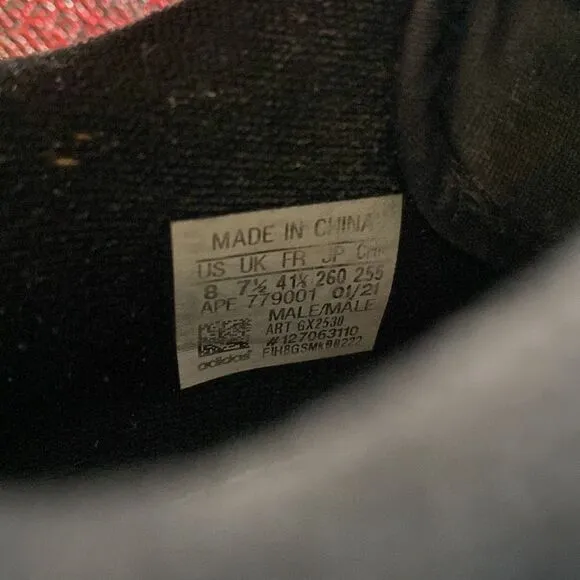 MADE IN CHINA
US UK FR JP CHN
8 7½ 41⅓ 260 255
APE 779001 01/21
MALE/MALE
ART GX2530
#127063110
adidas